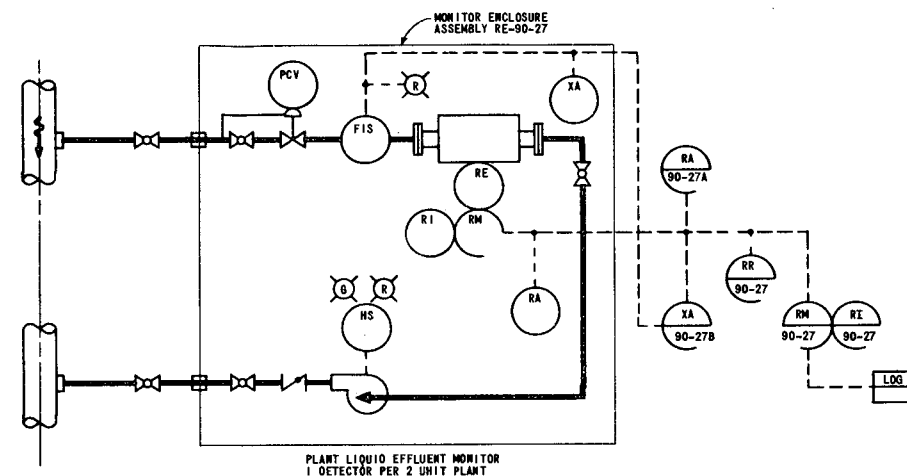 MONITOR ENCLOSURE
ASSEMBLY RE-90-27
PCV
R
XA
FIS
RE
RA
90-27A
RI
RM
RR
90-27
RA
G
R
HS
XA
90-27B
RM
90-27
RI
90-27
LOG
PLANT LIQUID EFFLUENT MONITOR
1 DETECTOR PER 2 UNIT PLANT